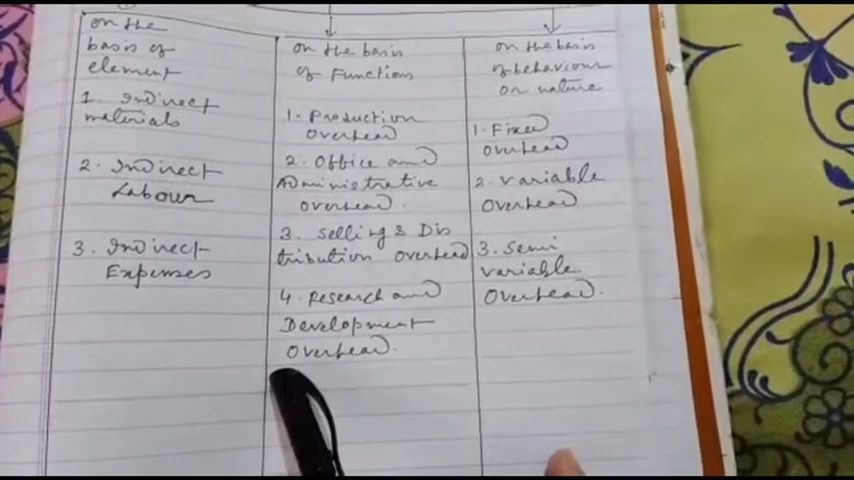 on the
basis of
element
1. Indirect
materials
2. Indirect
Labour
3. Indirect
Expenses
on the basis
of Functions
1. Production
overhead
2. Office and
Administrative
overhead.
3. Selling & Dis
tribution overhead
4. Research and
Development
overhead.
on the basis
of behaviour
or nature
1. Fixed
overhead
2. variable
overhead
3. Semi
variable
overhead.